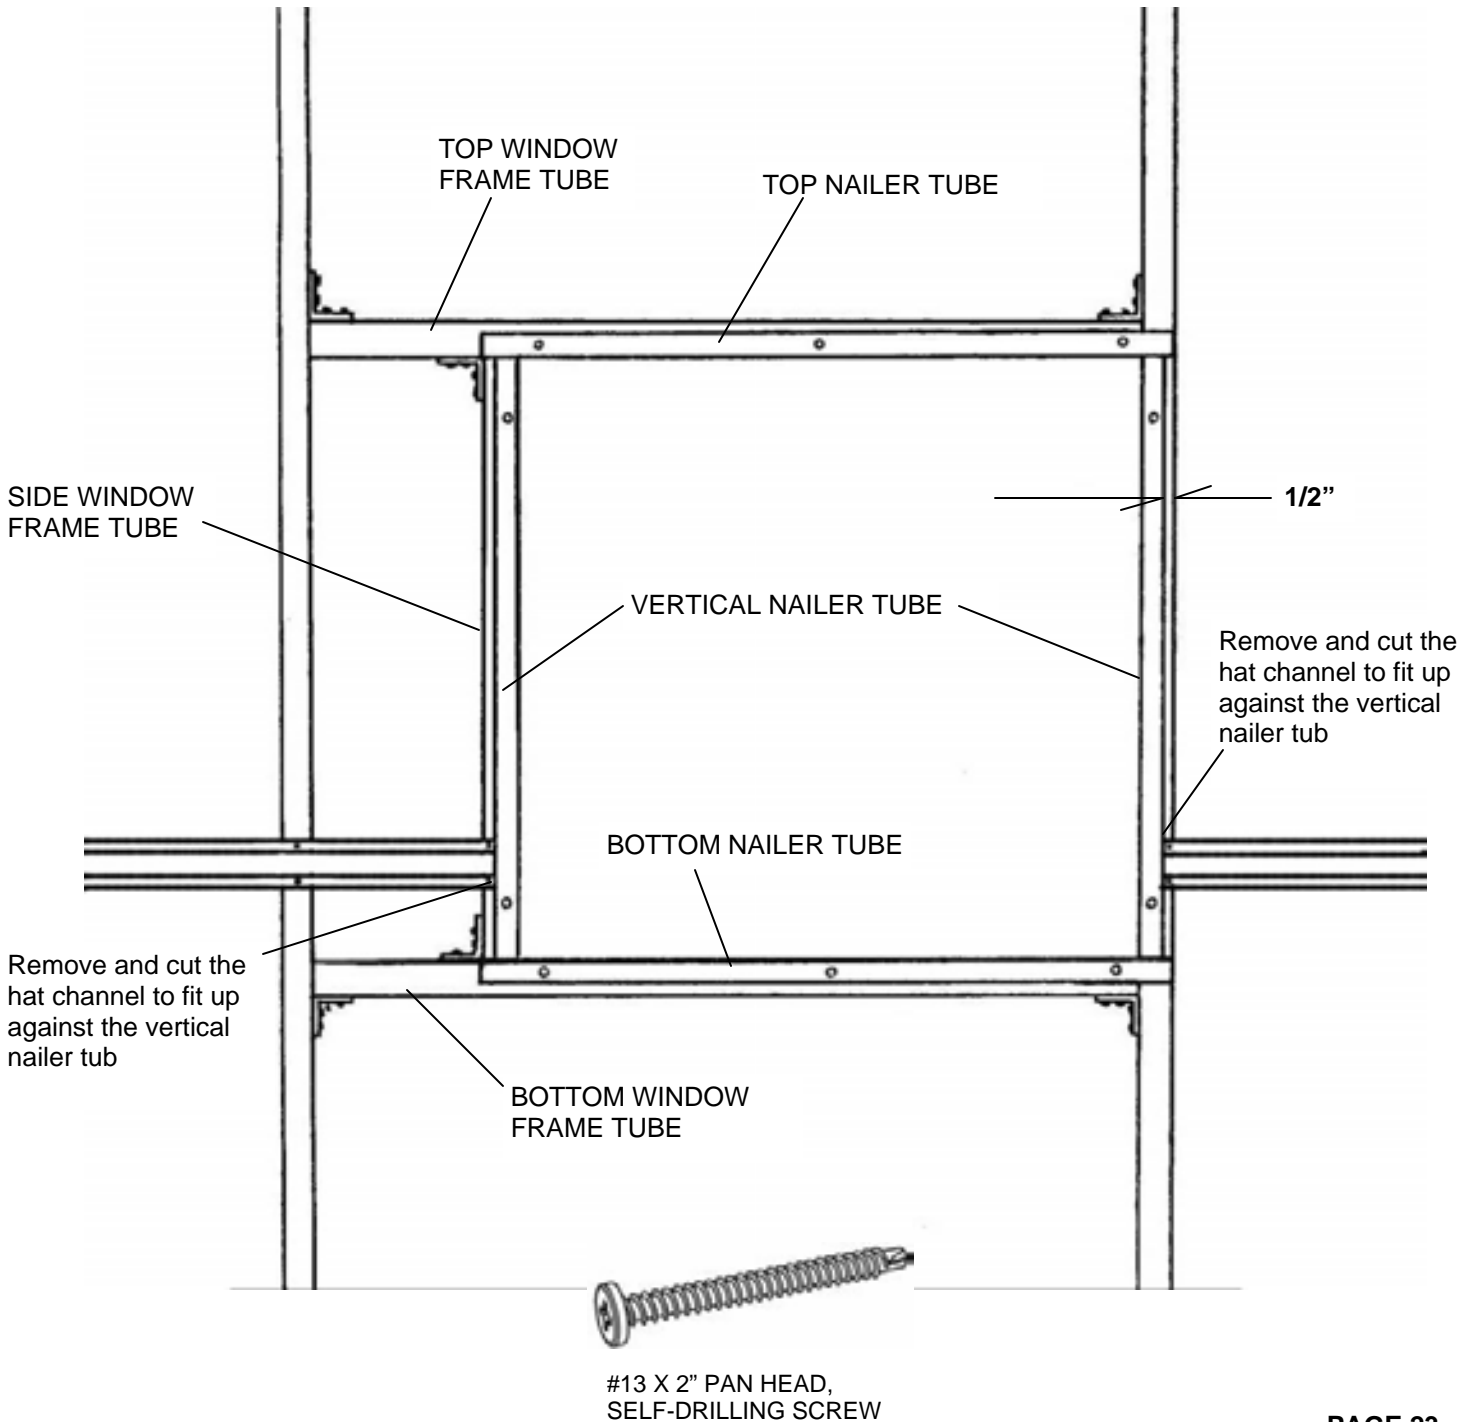 TOP WINDOW
FRAME TUBE
TOP NAILER TUBE
SIDE WINDOW
FRAME TUBE
1/2”
VERTICAL NAILER TUBE
Remove and cut the
hat channel to fit up
against the vertical
nailer tub
BOTTOM NAILER TUBE
Remove and cut the
hat channel to fit up
against the vertical
nailer tub
BOTTOM WINDOW
FRAME TUBE
#13 X 2” PAN HEAD,
SELF-DRILLING SCREW
PAGE 23